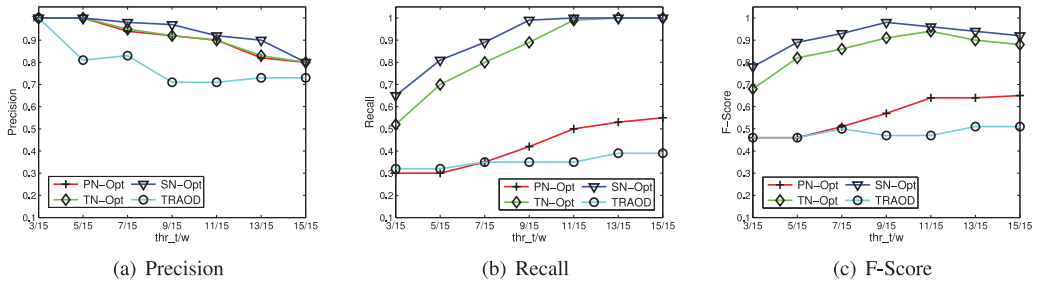 1
0.9
0.8
0.7
0.6
0.5
0.4
0.3
0.2
0.1
Precision
PN-Opt
SN-Opt
TN-Opt
TRAOD
3/15 5/15 7/15 9/15 11/15 13/15 15/15
thr_t/w
(a) Precision
1
0.9
0.8
0.7
0.6
0.5
0.4
0.3
0.2
0.1
Recall
PN-Opt
SN-Opt
TN-Opt
TRAOD
3/15 5/15 7/15 9/15 11/15 13/15 15/15
thr_t/w
(b) Recall
1
0.9
0.8
0.7
0.6
0.5
0.4
0.3
0.2
0.1
F-Score
PN-Opt
SN-Opt
TN-Opt
TRAOD
3/15 5/15 7/15 9/15 11/15 13/15 15/15
thr_t/w
(c) F-Score